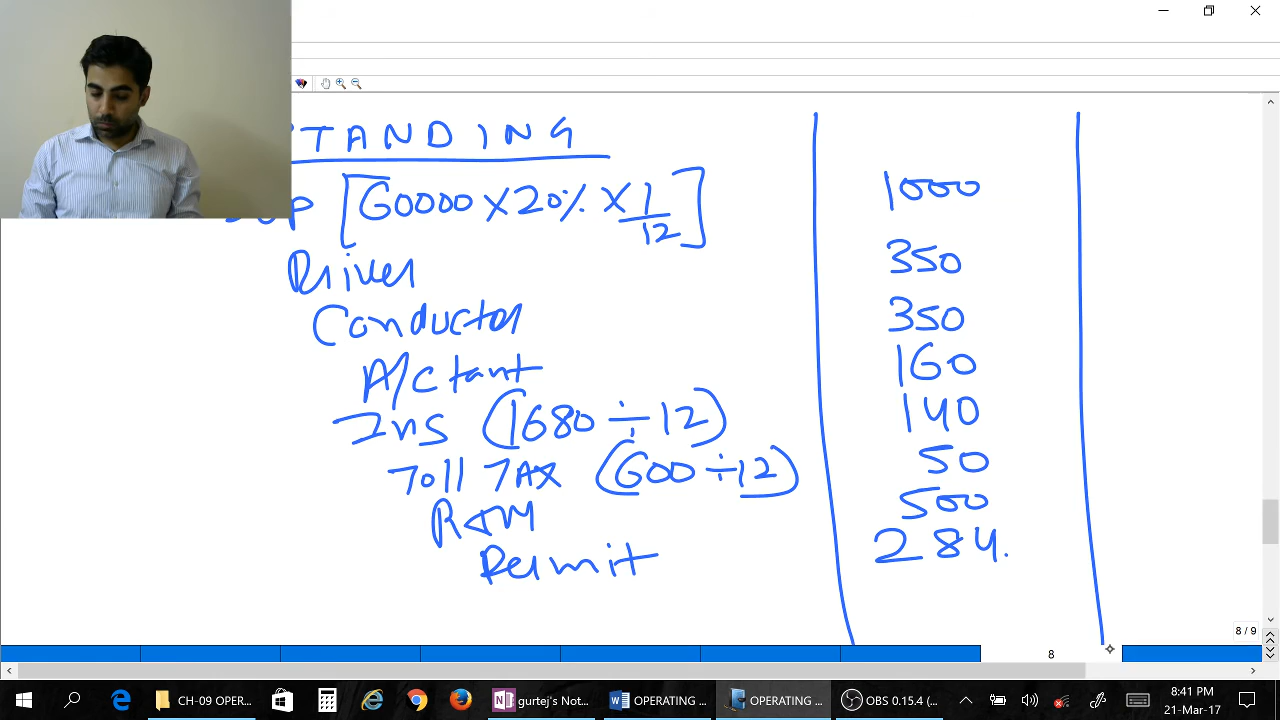 TANDING
[60000 × 20% × 1/12] 1000
Driver 350
Conductor 350
A/ctant 160
Ins (1680 ÷ 12) 140
Toll TAX (600 ÷ 12) 50
R&M 500
Permit 284.
8 / 9
8
CH-09 OPER...
gurtej's Not...
OPERATING ...
OPERATING ...
OBS 0.15.4 (...
8:41 PM
21-Mar-17